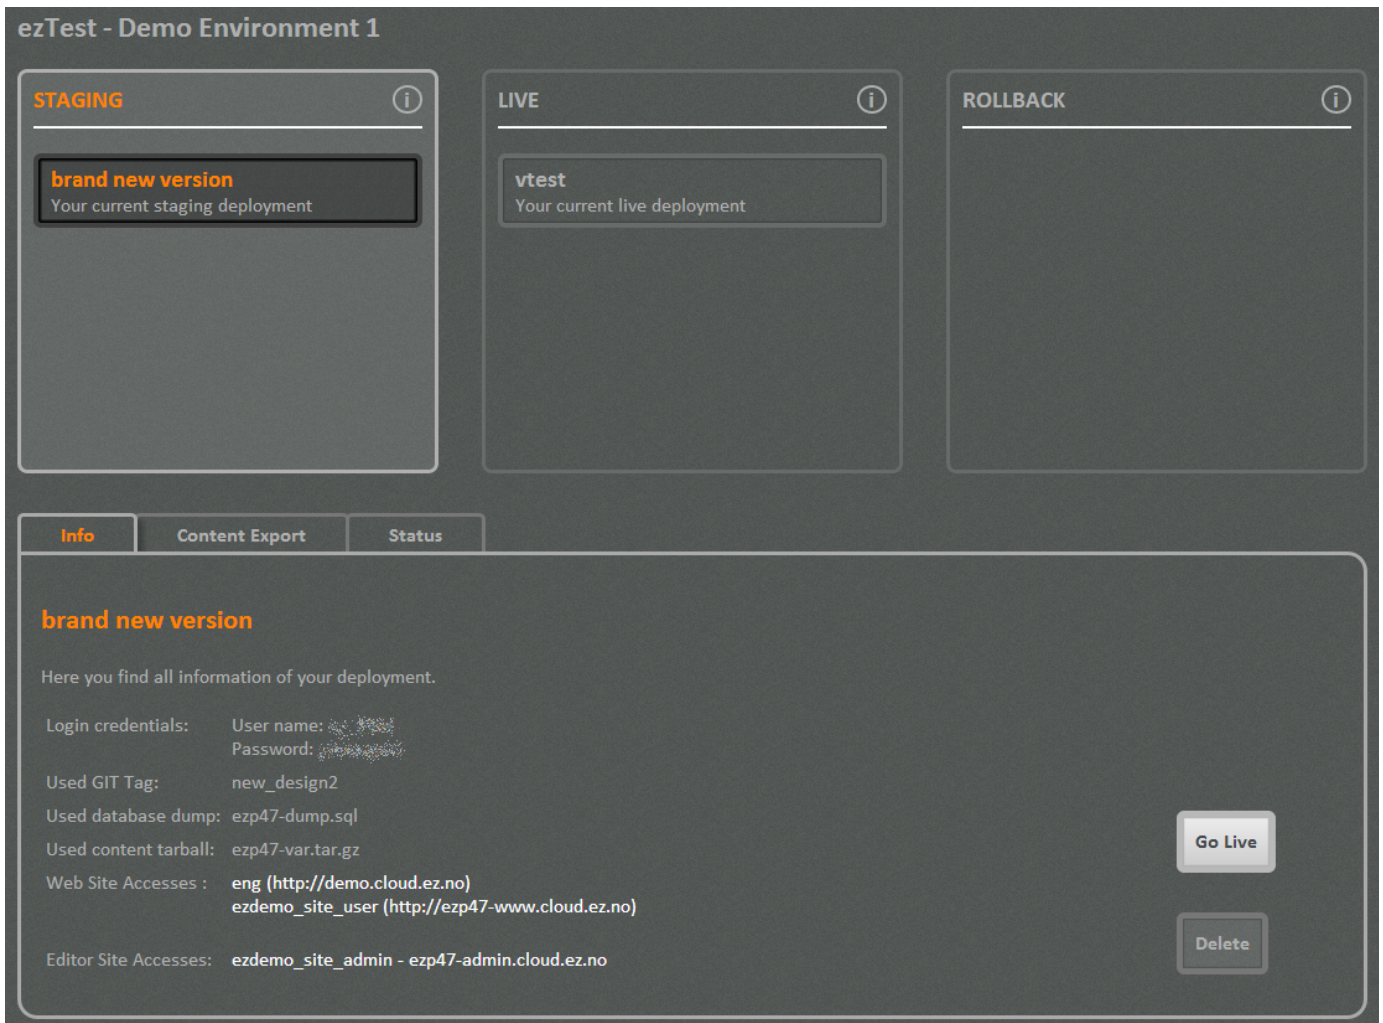 ezTest - Demo Environment 1
STAGING
brand new version
Your current staging deployment
LIVE
vtest
Your current live deployment
ROLLBACK
Info
Content Export
Status
brand new version
Here you find all information of your deployment.
Login credentials: User name:
Password:
Used GIT Tag: new_design2
Used database dump: ezp47-dump.sql
Used content tarball: ezp47-var.tar.gz
Web Site Accesses : eng (http://demo.cloud.ez.no)
ezdemo_site_user (http://ezp47-www.cloud.ez.no)
Editor Site Accesses: ezdemo_site_admin - ezp47-admin.cloud.ez.no
Go Live
Delete